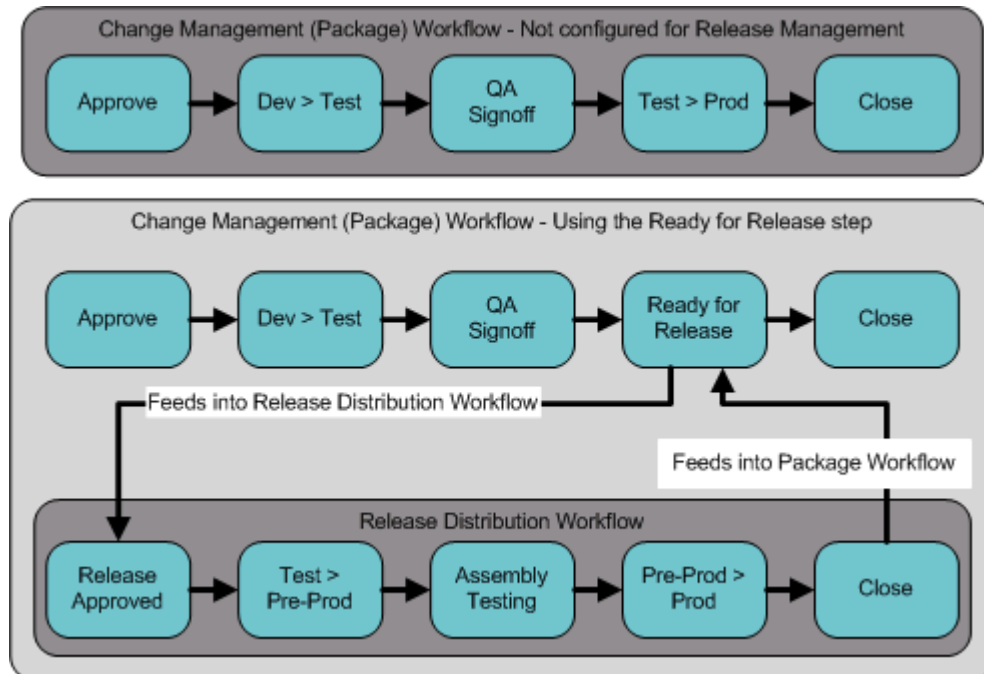 Change Management (Package) Workflow - Not configured for Release Management
Approve
Dev > Test
QA
Signoff
Test > Prod
Close
Change Management (Package) Workflow - Using the Ready for Release step
Approve
Dev > Test
QA
Signoff
Ready for
Release
Close
Feeds into Release Distribution Workflow
Feeds into Package Workflow
Release Distribution Workflow
Release
Approved
Test >
Pre-Prod
Assembly
Testing
Pre-Prod >
Prod
Close